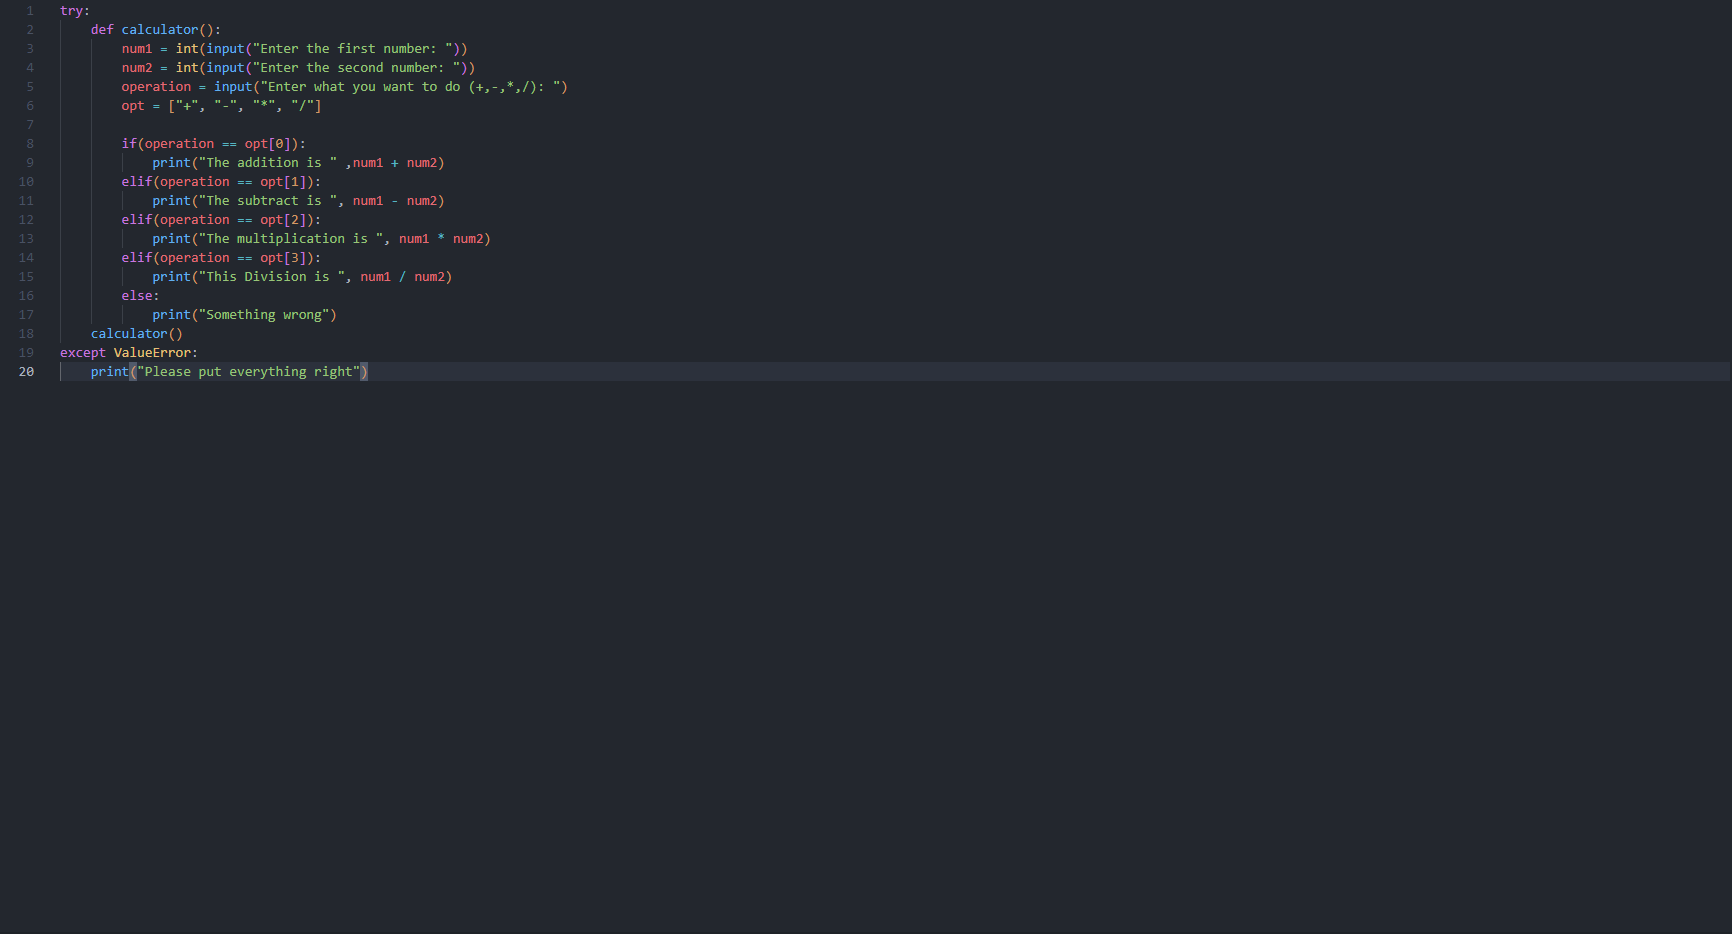 1 try:
2     def calculator():
3         num1 = int(input("Enter the first number: "))
4         num2 = int(input("Enter the second number: "))
5         operation = input("Enter what you want to do (+,-,*,/): ")
6         opt = ["+", "-", "*", "/"]
7
8         if(operation == opt[0]):
9             print("The addition is " ,num1 + num2)
10         elif(operation == opt[1]):
11             print("The subtract is ", num1 - num2)
12         elif(operation == opt[2]):
13             print("The multiplication is ", num1 * num2)
14         elif(operation == opt[3]):
15             print("This Division is ", num1 / num2)
16         else:
17             print("Something wrong")
18     calculator()
19 except ValueError:
20     print("Please put everything right")